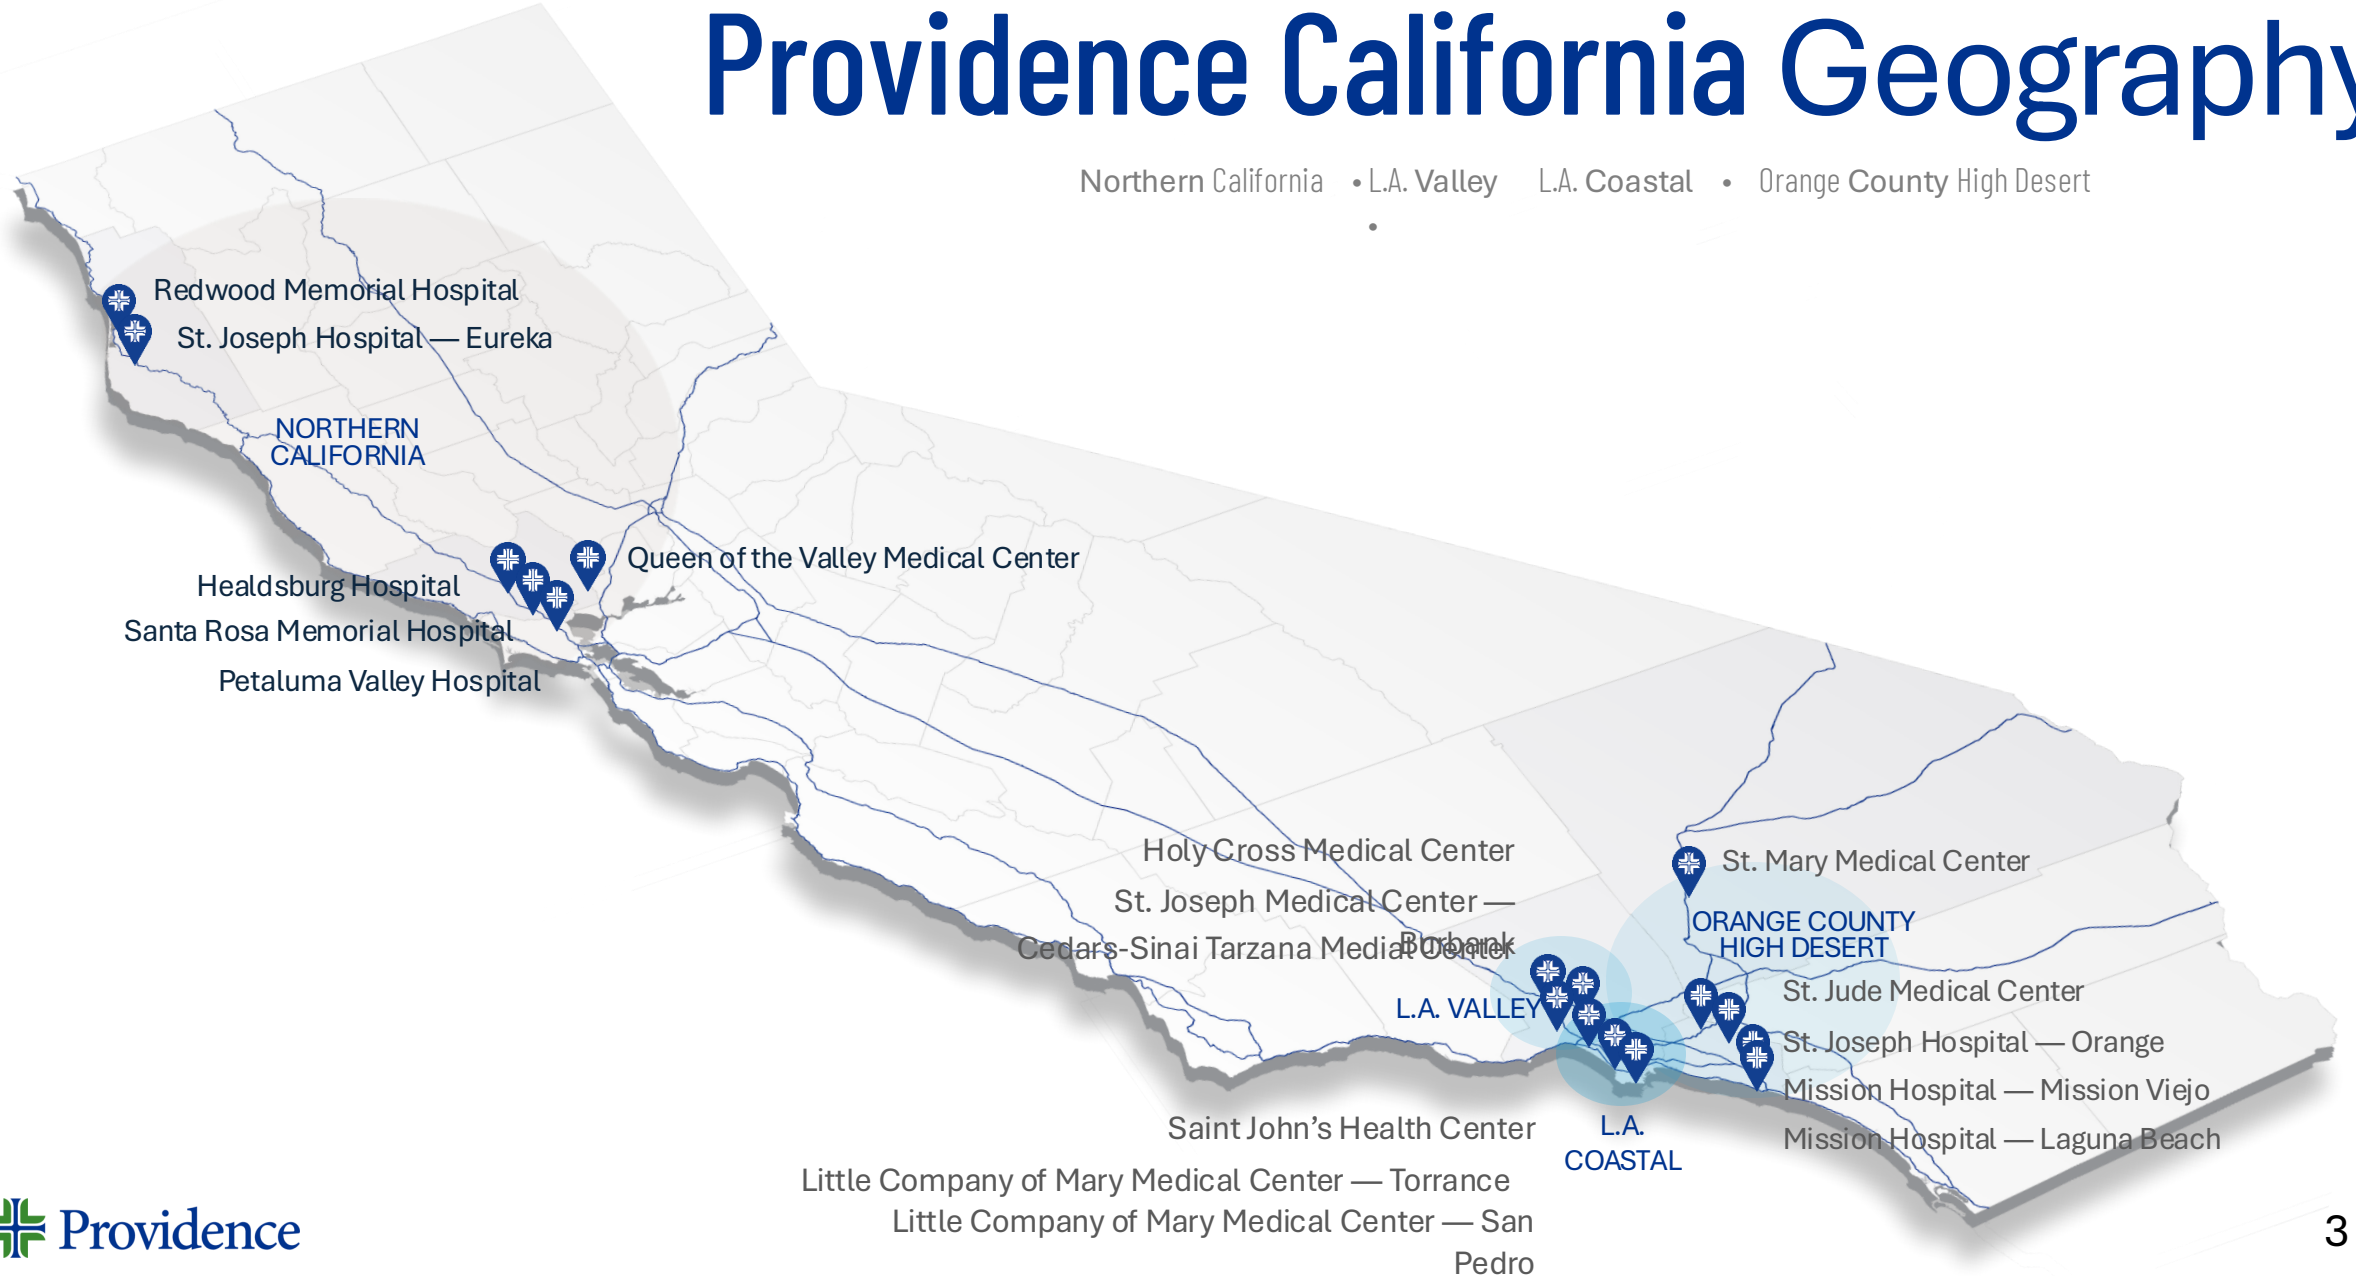 Providence California Geography
Northern California • L.A. Valley L.A. Coastal • Orange County High Desert
•
Redwood Memorial Hospital
St. Joseph Hospital — Eureka
NORTHERN
CALIFORNIA
Queen of the Valley Medical Center
Healdsburg Hospital
Santa Rosa Memorial Hospital
Petaluma Valley Hospital
Holy Cross Medical Center
St. Joseph Medical Center —
Burbank
Cedars-Sinai Tarzana Medial Center
L.A. VALLEY
St. Mary Medical Center
ORANGE COUNTY
HIGH DESERT
St. Jude Medical Center
St. Joseph Hospital — Orange
Mission Hospital — Mission Viejo
Mission Hospital — Laguna Beach
Saint John’s Health Center
L.A.
COASTAL
Little Company of Mary Medical Center — Torrance
Little Company of Mary Medical Center — San
Pedro
Providence
3